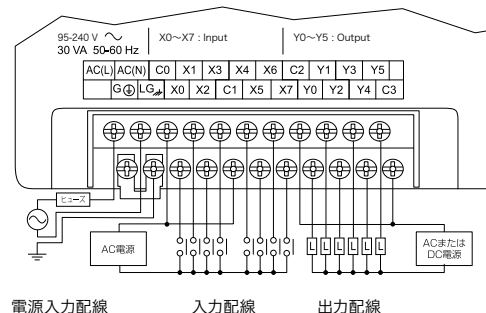 95-240 V
30 VA 50-60 Hz
X0～X7 : Input
Y0～Y5 : Output
AC(L) AC(N) C0 X1 X3 X4 X6 C2 Y1 Y3 Y5
G LG X0 X2 C1 X5 X7 Y0 Y2 Y4 C3
ヒューズ
AC電源
L L L L L L
ACまたは
DC電源
電源入力配線 入力配線 出力配線